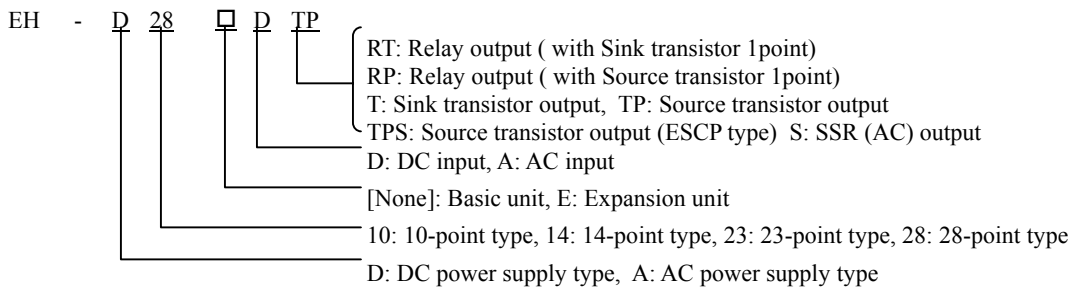 EH - D 28 □ D TP
RT: Relay output ( with Sink transistor 1point)
RP: Relay output ( with Source transistor 1point)
T: Sink transistor output, TP: Source transistor output
TPS: Source transistor output (ESCP type) S: SSR (AC) output
D: DC input, A: AC input
[None]: Basic unit, E: Expansion unit
10: 10-point type, 14: 14-point type, 23: 23-point type, 28: 28-point type
D: DC power supply type, A: AC power supply type